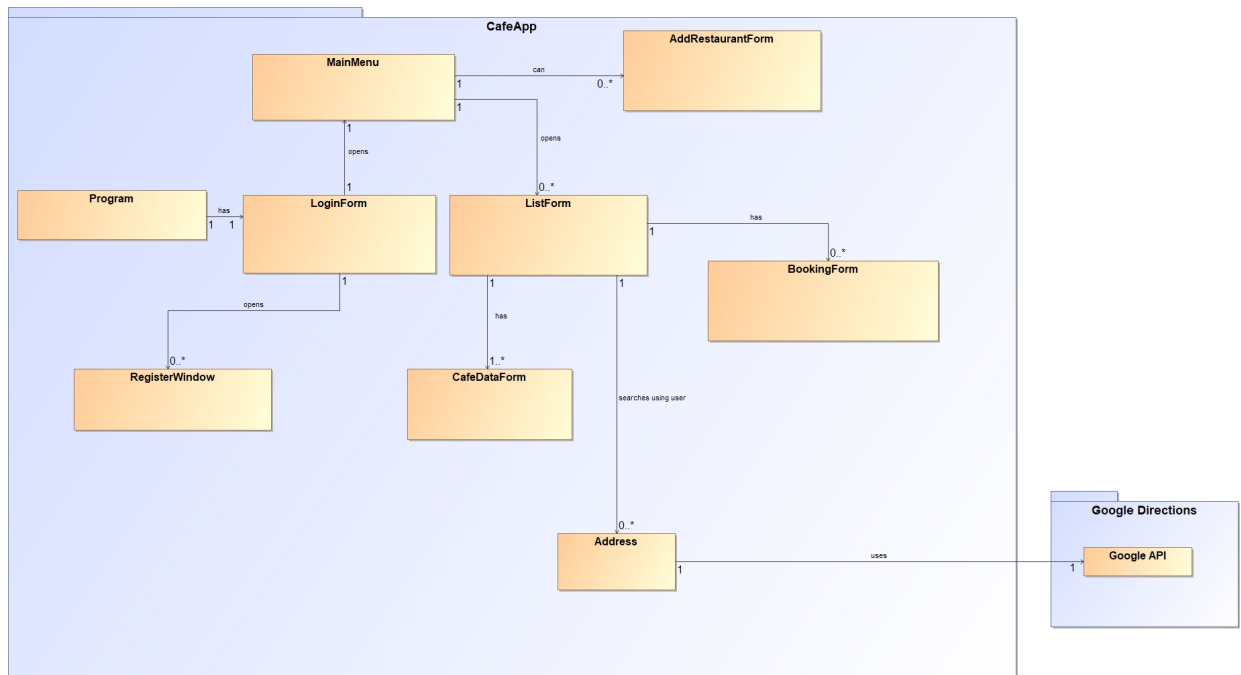 CafeApp
AddRestaurantForm
MainMenu
can
1
0..*
1
1
opens
opens
1
0..*
Program
LoginForm
ListForm
has
1
1
has
1
0..*
BookingForm
1
1
1
opens
has
0..*
1..*
RegisterWindow
CafeDataForm
searches using user
0..*
Address
Google Directions
uses
Google API
1
1